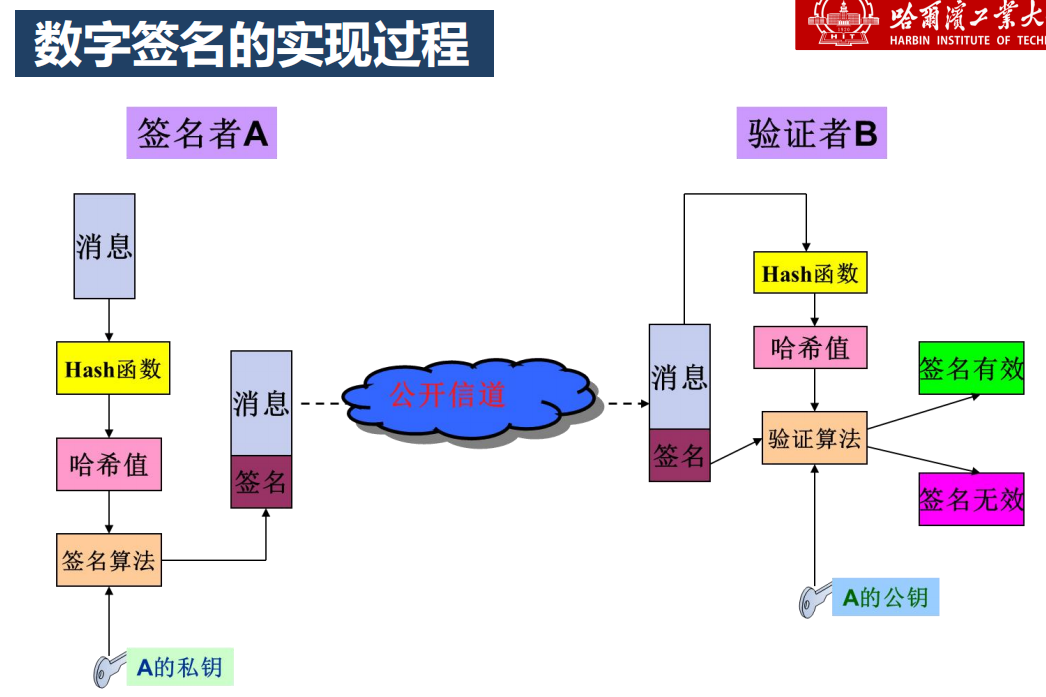 数字签名的实现过程
哈爾濱工業大
HARBIN INSTITUTE OF TECH
HIT
签名者A
验证者B
消息
Hash函数
哈希值
签名算法
A的私钥
消息
签名
公开信道
消息
签名
Hash函数
哈希值
验证算法
A的公钥
签名有效
签名无效